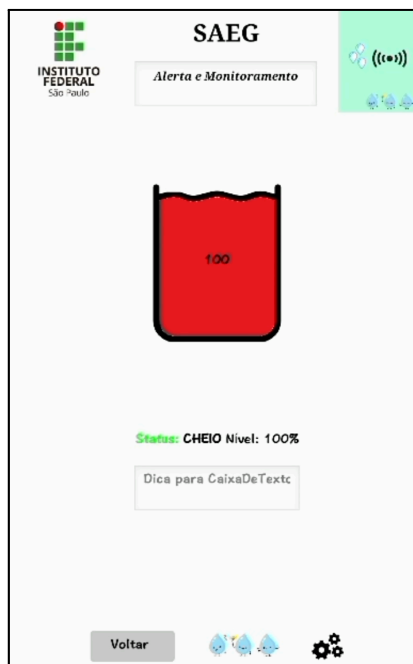 SAEG
INSTITUTO
FEDERAL
São Paulo
Alerta e Monitoramento
100
Status: CHEIO Nível: 100%
Dica para CaixaDeTexto
Voltar